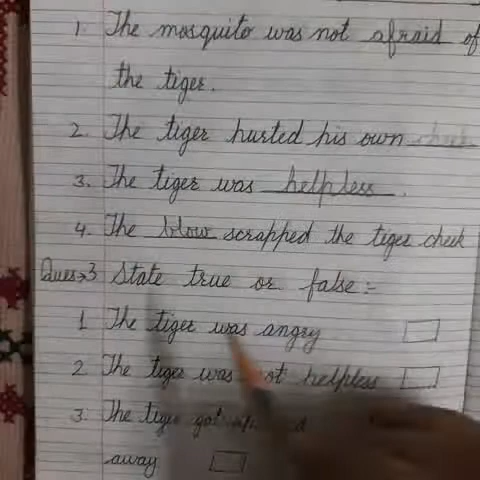 1. The mosquito was not afraid of
the tiger.
2. The tiger hurted his own cheek
3. The tiger was helpless.
4. The blow scrapped the tiger cheek
Ques→3 State true or false:-
1 The tiger was angry
2 The tiger was not helpless
3. The tiger got
away